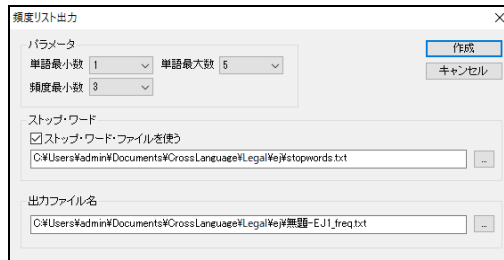 頻度リスト出力
パラメータ
単語最小数 1 単語最大数 5
頻度最小数 3
作成
キャンセル
ストップ・ワード
ストップ・ワード・ファイルを使う
C:¥Users¥admin¥Documents¥CrossLanguage¥Legal¥ej¥stopwords.txt
...
出力ファイル名
C:¥Users¥admin¥Documents¥CrossLanguage¥Legal¥ej¥無題-EJ1_freq.txt
...